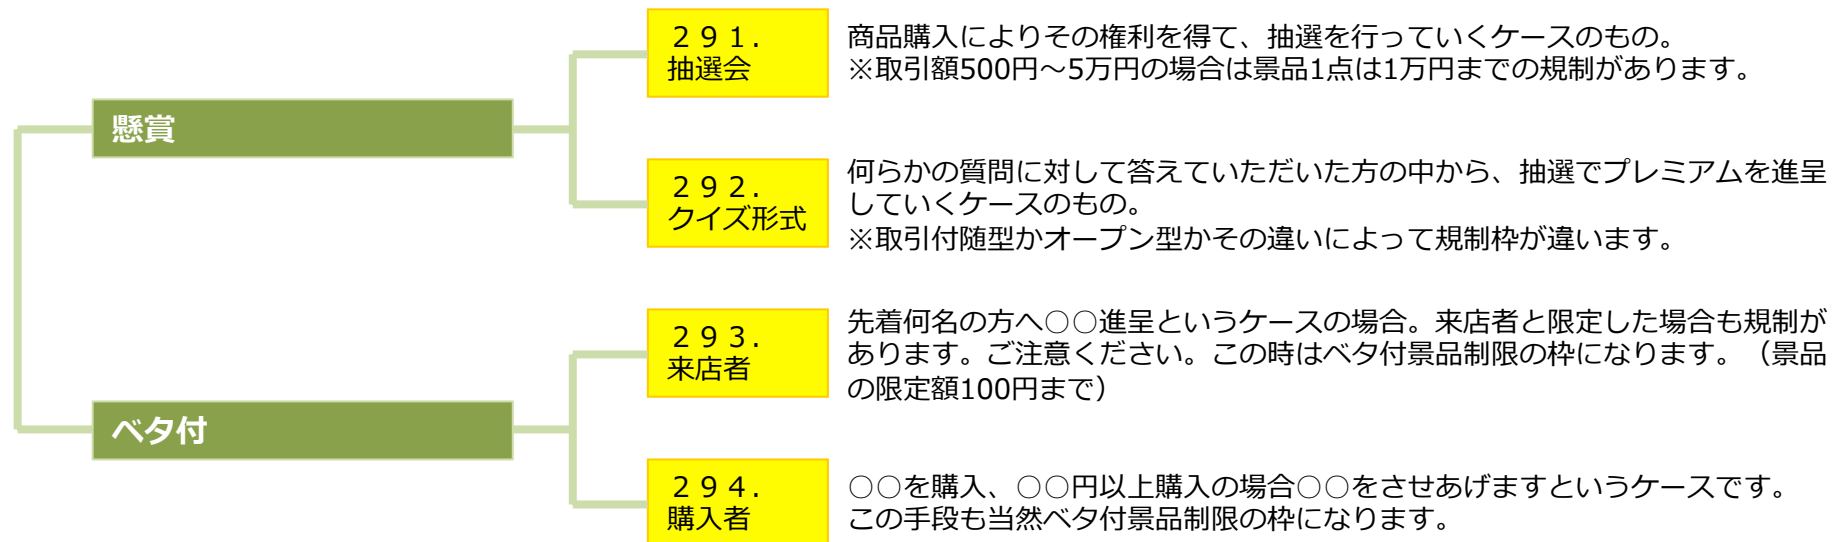 ２９１.
抽選会
商品購入によりその権利を得て、抽選を行っていくケースのもの。
※取引額500円～5万円の場合は景品1点は1万円までの規制があります。
懸賞
２９２.
クイズ形式
何らかの質問に対して答えていただいた方の中から、抽選でプレミアムを進呈
していくケースのもの。
※取引付随型かオープン型かその違いによって規制枠が違います。
２９３.
来店者
先着何名の方へ○○進呈というケースの場合。来店者と限定した場合も規制が
あります。ご注意ください。この時はベタ付景品制限の枠になります。（景品
の限定額100円まで）
ベタ付
２９４.
購入者
○○を購入、○○円以上購入の場合○○をさせあげますというケースです。
この手段も当然ベタ付景品制限の枠になります。